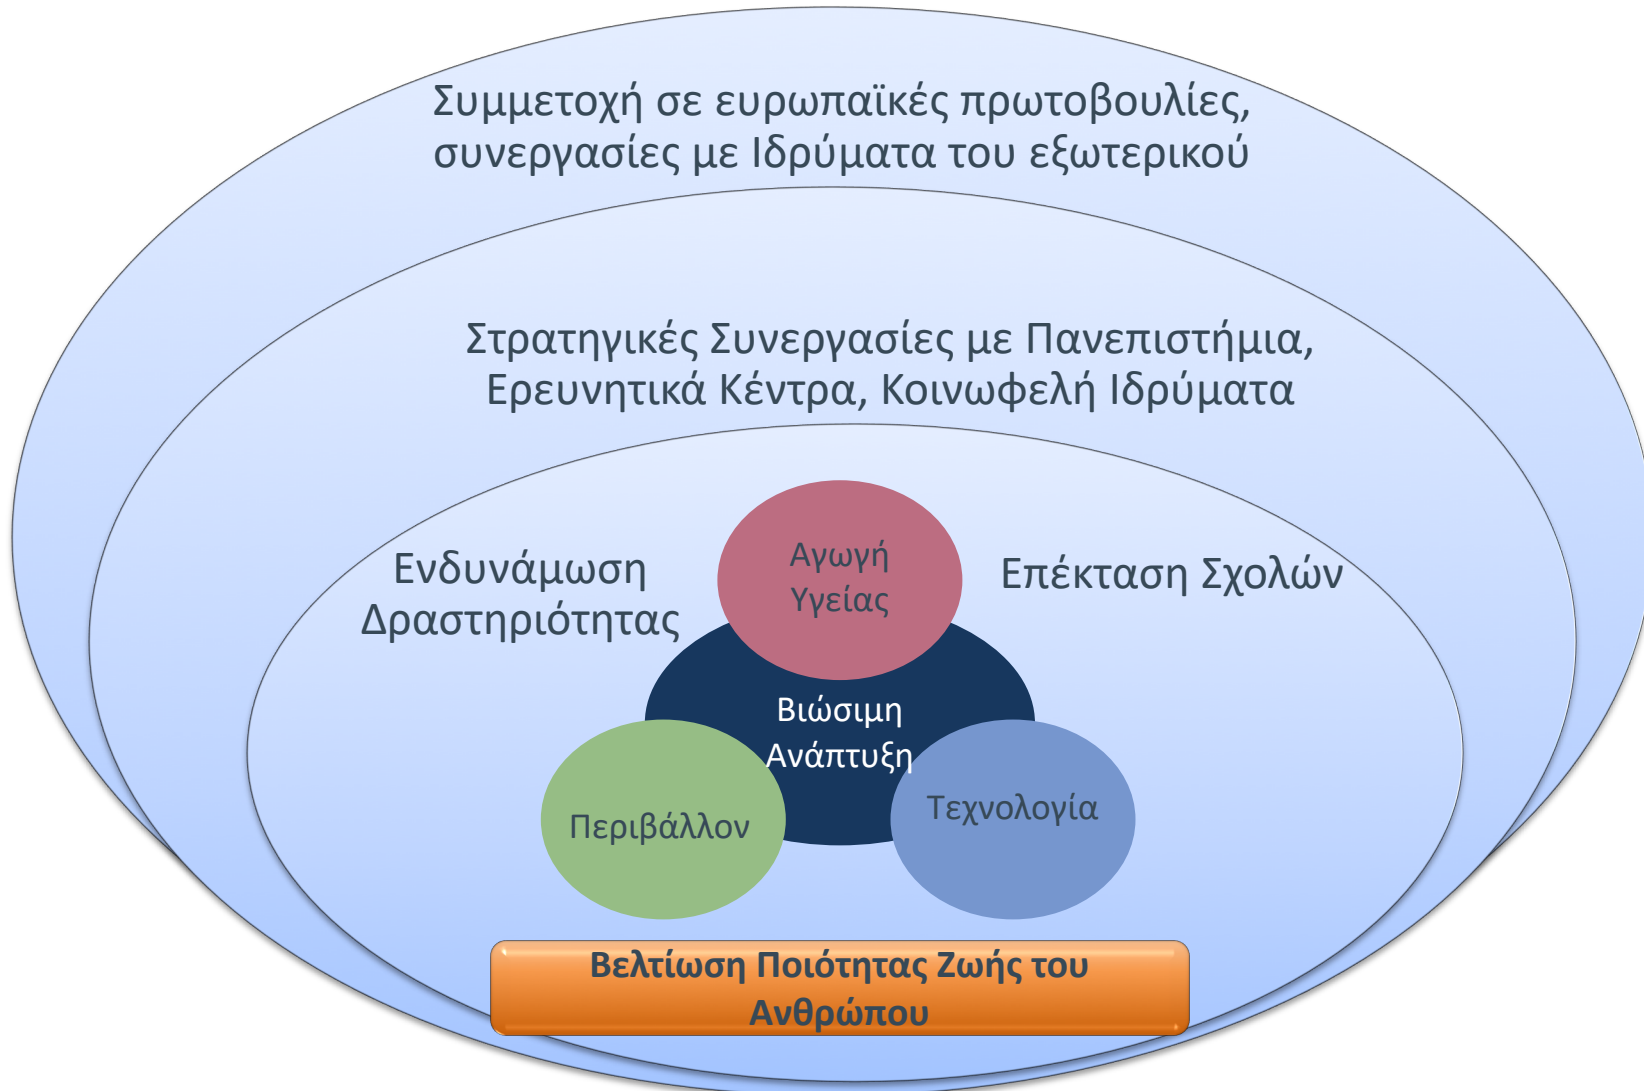 Συμμετοχή σε ευρωπαϊκές πρωτοβουλίες,
συνεργασίες με Ιδρύματα του εξωτερικού
Στρατηγικές Συνεργασίες με Πανεπιστήμια,
Ερευνητικά Κέντρα, Κοινωφελή Ιδρύματα
Ενδυνάμωση
Δραστηριότητας
Αγωγή
Υγείας
Επέκταση Σχολών
Βιώσιμη
Ανάπτυξη
Περιβάλλον
Τεχνολογία
Βελτίωση Ποιότητας Ζωής του
Ανθρώπου